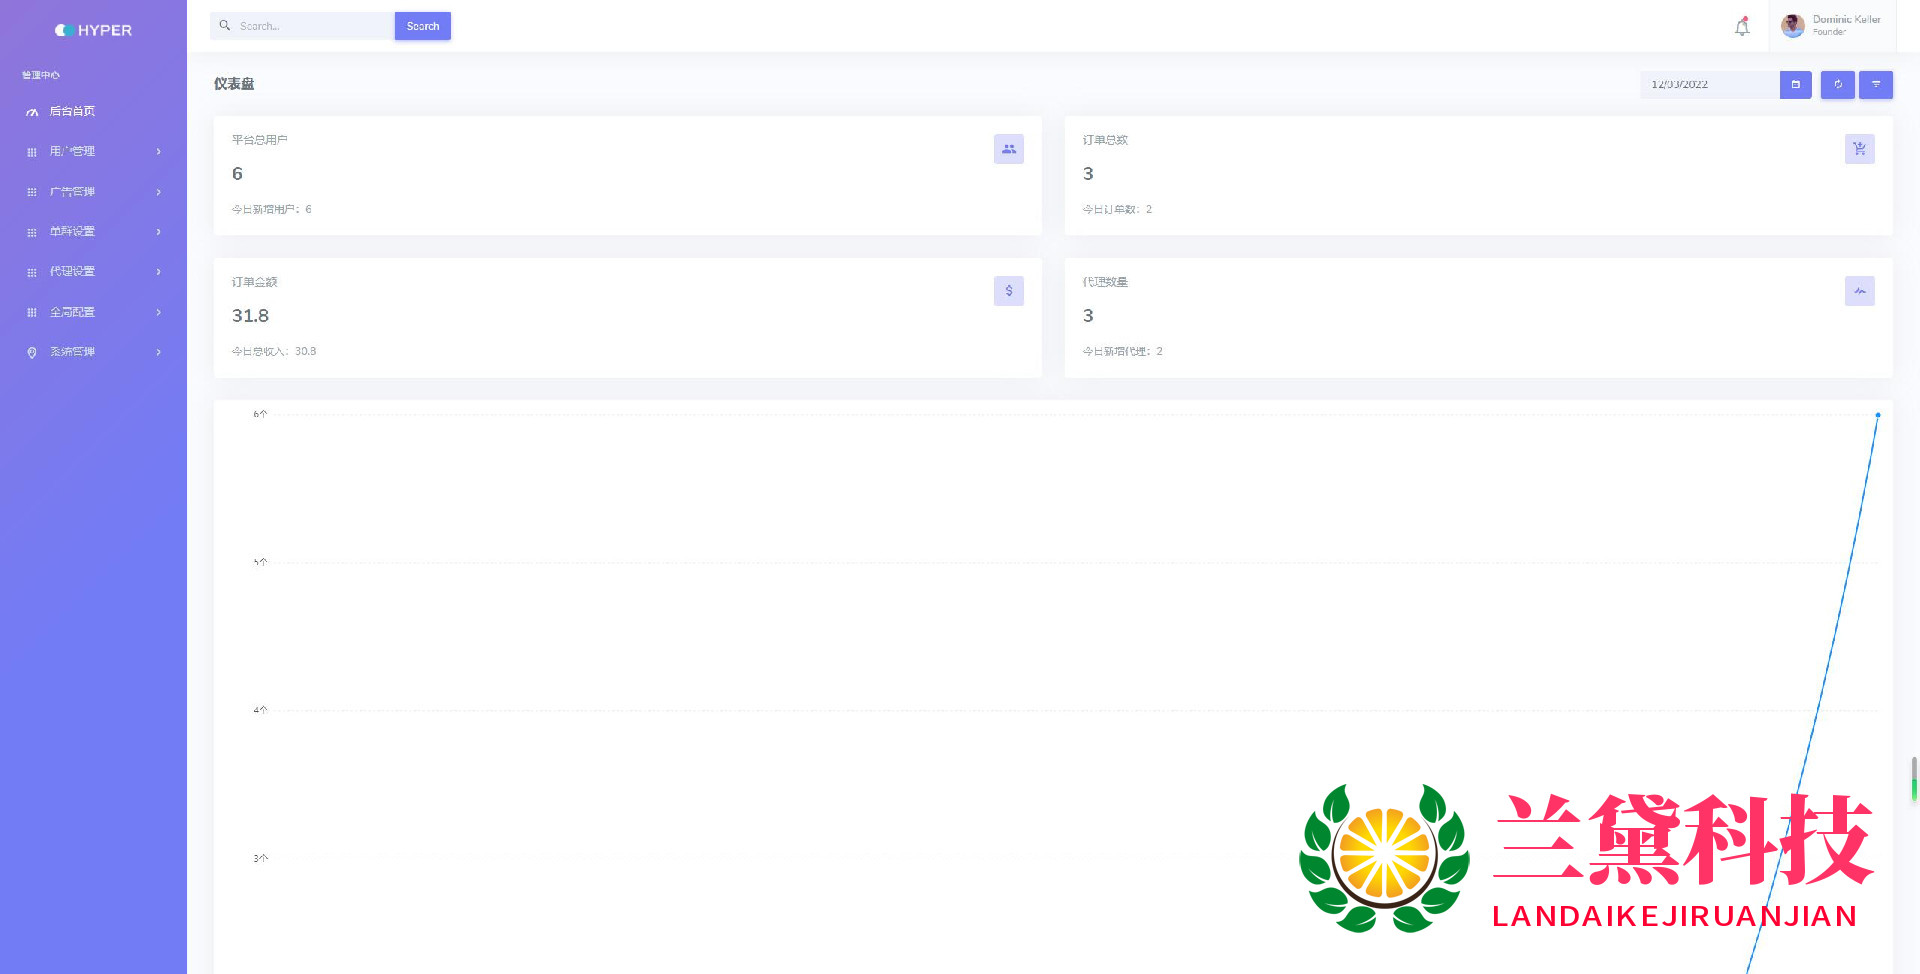 HYPER
管理中心
后台首页
用户管理
广告管理
单群设置
代理设置
全局配置
系统管理
Search...
Search
Dominic Keller
Founder
仪表盘
12/03/2022
平台总用户
6
今日新增用户：6
订单总数
3
今日订单数：2
订单金额
31.8
今日总收入：30.8
代理数量
3
今日新增代理：2
6个
5个
4个
3个
兰黛科技
LANDAIKEJIRUANJIAN